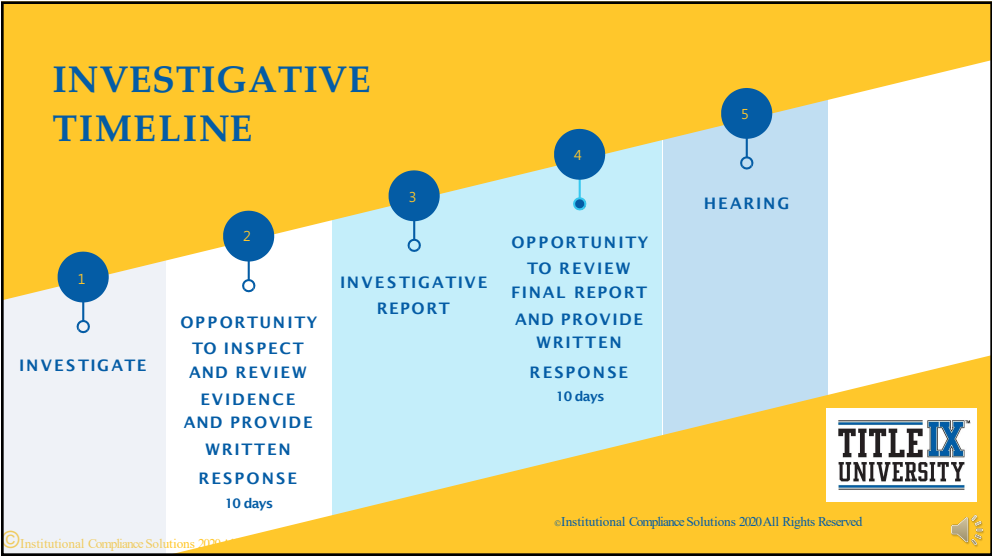 INVESTIGATIVE
TIMELINE
1
INVESTIGATE
2
OPPORTUNITY
TO INSPECT
AND REVIEW
EVIDENCE
AND PROVIDE
WRITTEN
RESPONSE
10 days
3
INVESTIGATIVE
REPORT
4
OPPORTUNITY
TO REVIEW
FINAL REPORT
AND PROVIDE
WRITTEN
RESPONSE
10 days
5
HEARING
TITLE IX™
UNIVERSITY
©Institutional Compliance Solutions 2020 All Rights Reserved
©Institutional Compliance Solutions 2020